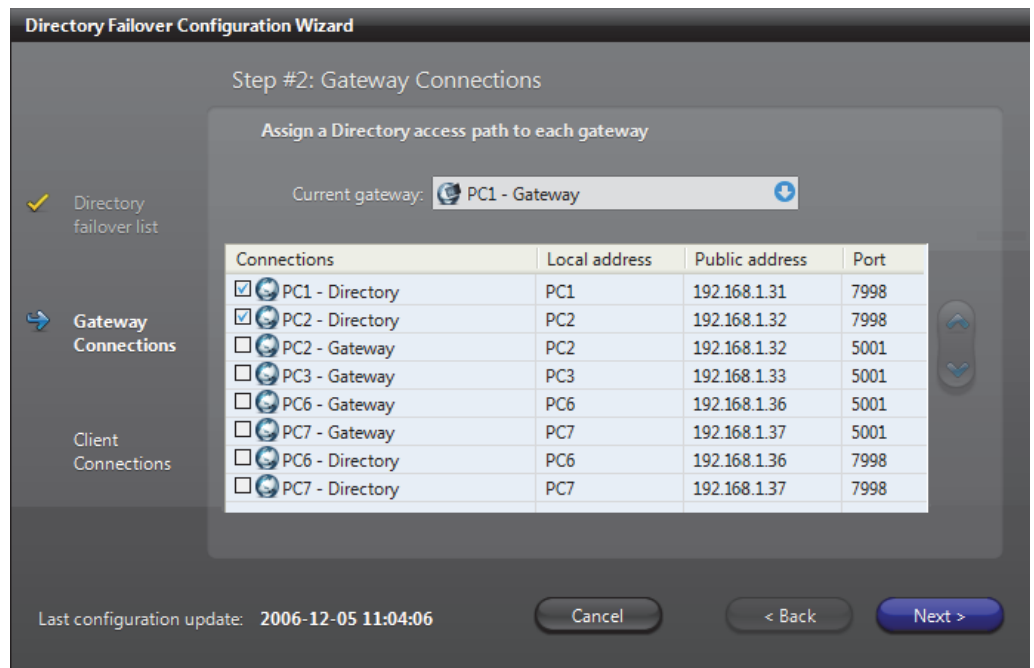 Directory Failover Configuration Wizard
Step #2: Gateway Connections
Assign a Directory access path to each gateway
Current gateway: PC1 - Gateway
Directory
failover list
Gateway
Connections
Client
Connections
Connections Local address Public address Port
PC1 - Directory PC1 192.168.1.31 7998
PC2 - Directory PC2 192.168.1.32 7998
PC2 - Gateway PC2 192.168.1.32 5001
PC3 - Gateway PC3 192.168.1.33 5001
PC6 - Gateway PC6 192.168.1.36 5001
PC7 - Gateway PC7 192.168.1.37 5001
PC6 - Directory PC6 192.168.1.36 7998
PC7 - Directory PC7 192.168.1.37 7998
Last configuration update: 2006-12-05 11:04:06
Cancel < Back Next >